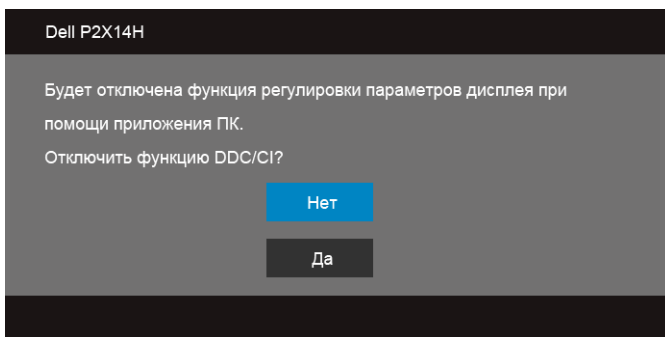 Dell P2X14H
Будет отключена функция регулировки параметров дисплея при
помощи приложения ПК.
Отключить функцию DDC/CI?
Нет
Да